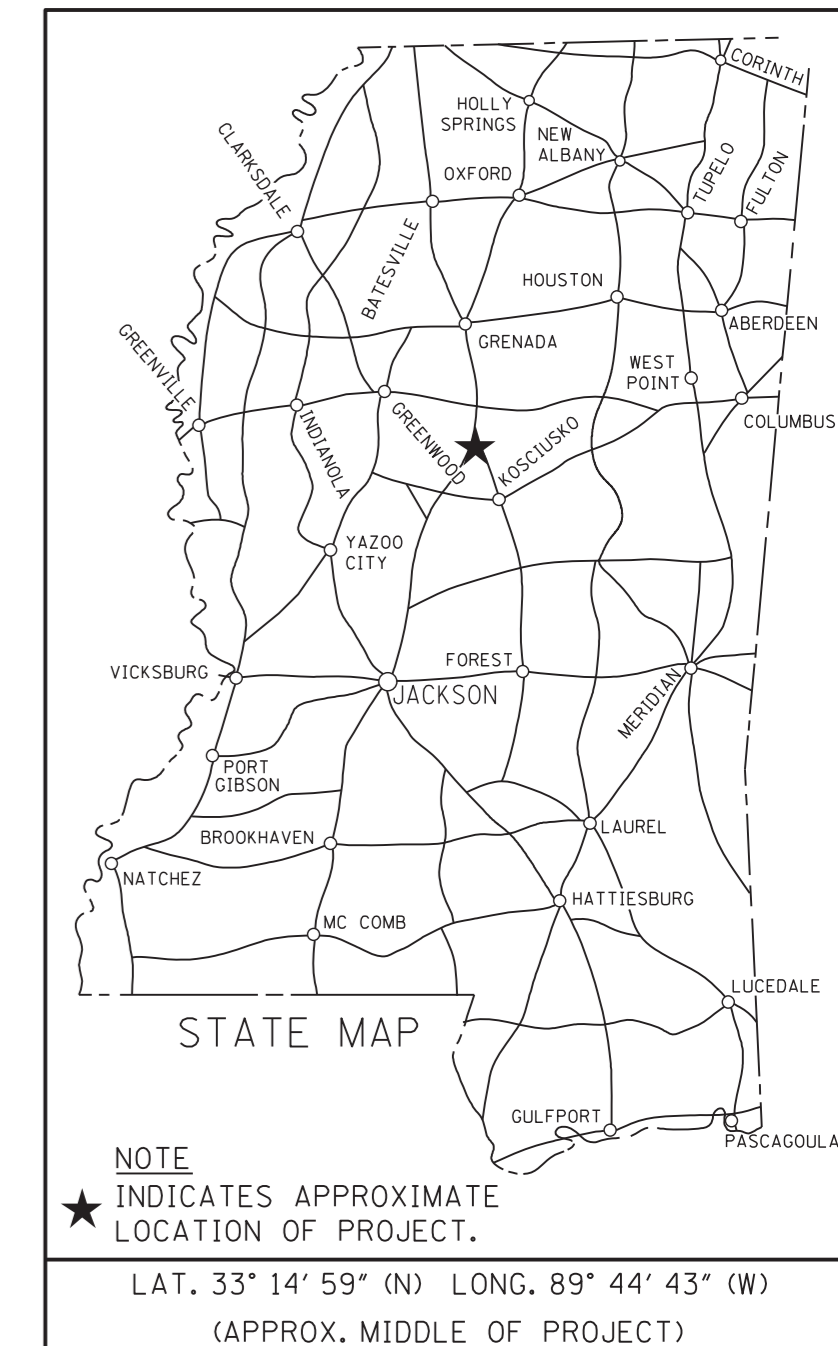 CORINTH
HOLLY
SPRINGS
NEW
ALBANY
CLARKSDALE
OXFORD
TUPELO
FULTON
BATESVILLE
HOUSTON
ABERDEEN
GREENVILLE
GRENADA
WEST
POINT
COLUMBUS
INDIANOLA
GREENWOOD
KOSCIUSKO
YAZOO
CITY
VICKSBURG
FOREST
JACKSON
MERIDIAN
PORT
GIBSON
BROOKHAVEN
LAUREL
NATCHEZ
HATTIESBURG
MC COMB
LUCEDALE
STATE MAP
GULFPORT
PASCAGOULA
NOTE
INDICATES APPROXIMATE
LOCATION OF PROJECT.
LAT. 33° 14' 59" (N) LONG. 89° 44' 43" (W)
(APPROX. MIDDLE OF PROJECT)